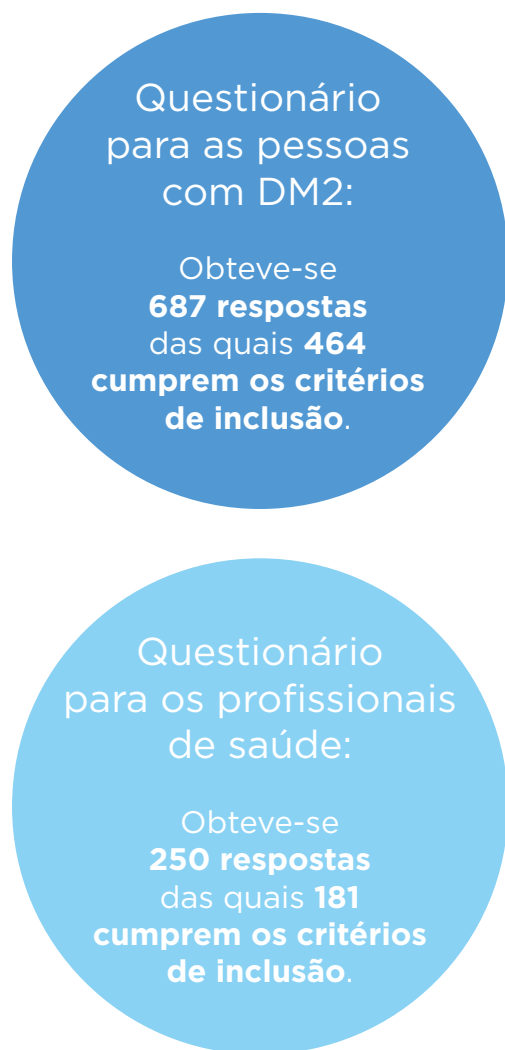 Questionário
para as pessoas
com DM2:
Obteve-se
687 respostas
das quais 464
cumprem os critérios
de inclusão.
Questionário
para os profissionais
de saúde:
Obteve-se
250 respostas
das quais 181
cumprem os critérios
de inclusão.